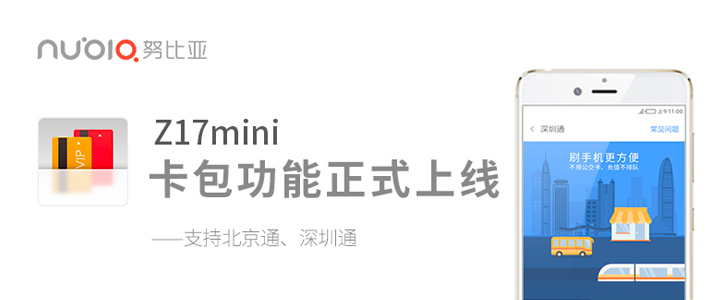 nubia 努比亚
VIP
Z17mini
卡包功能正式上线
——支持北京通、深圳通
上午11:00
深圳通
常见问题
刷手机更方便
不用公交卡、充值不排队